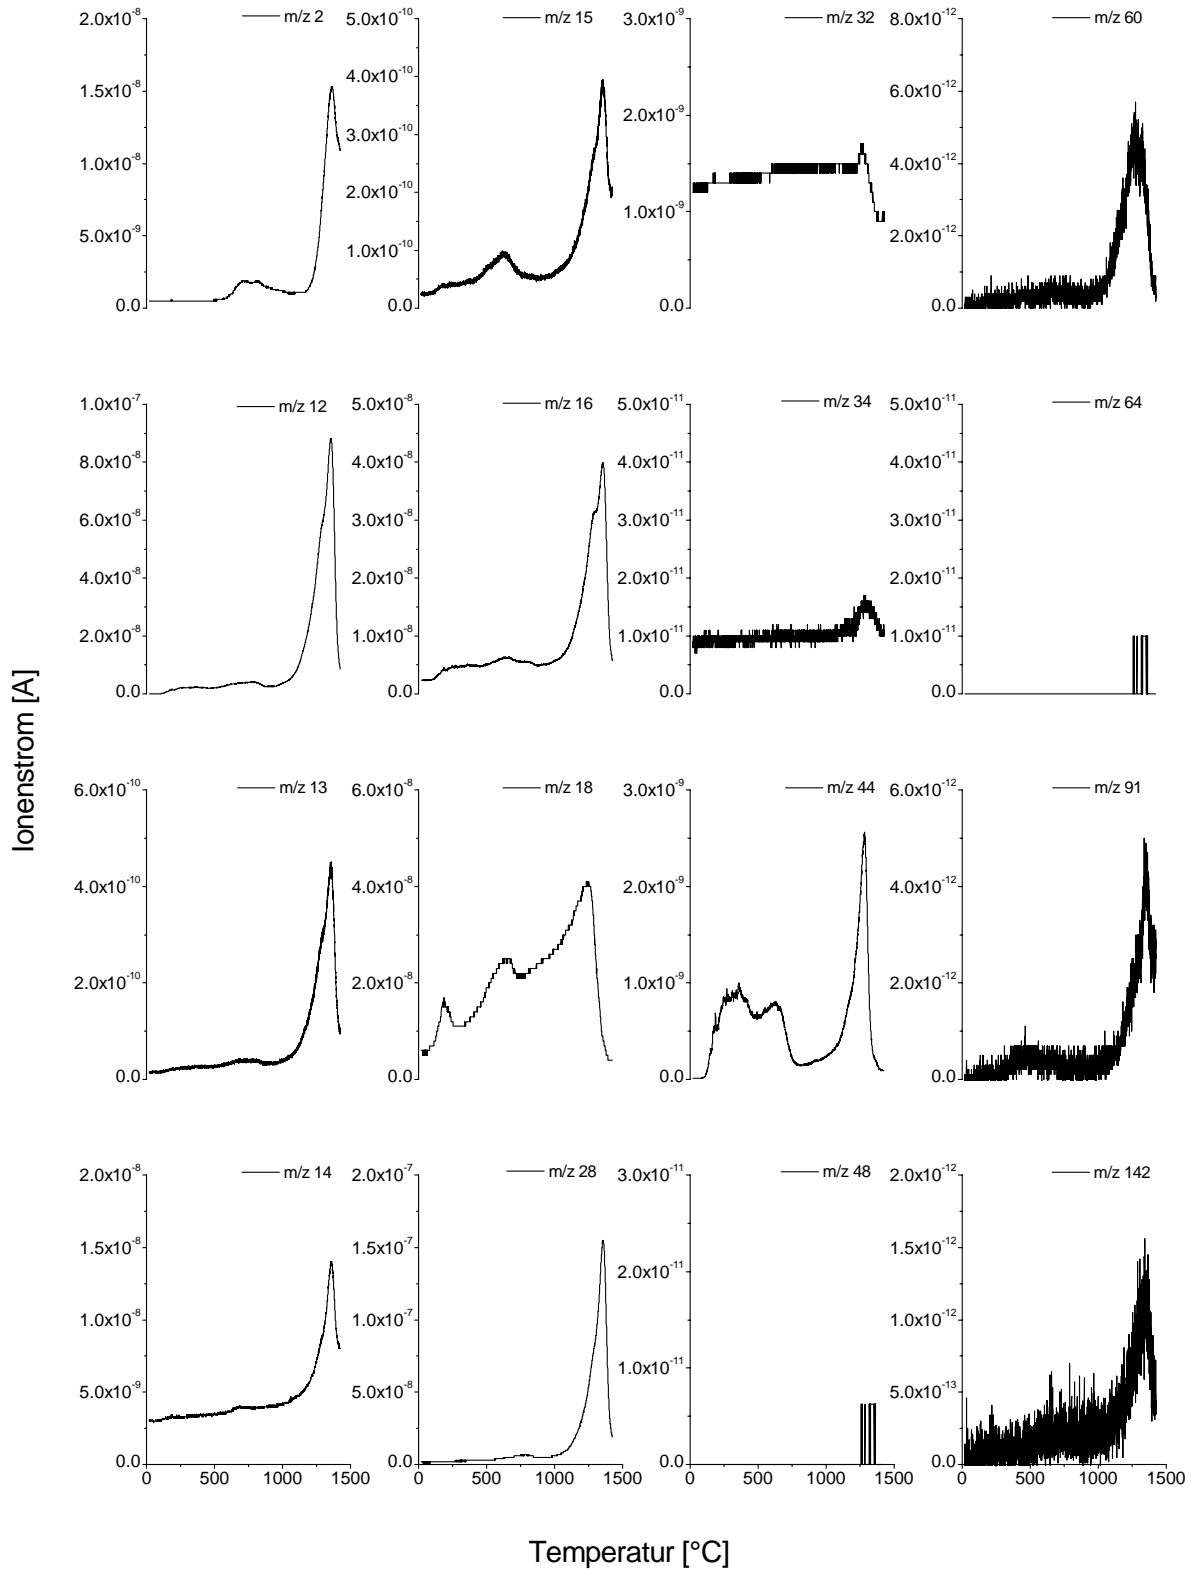 Ionenstrom [A]
m/z 2
2.0x10⁻⁸
1.5x10⁻⁸
1.0x10⁻⁸
5.0x10⁻⁹
0.0
m/z 15
5.0x10⁻¹⁰
4.0x10⁻¹⁰
3.0x10⁻¹⁰
2.0x10⁻¹⁰
1.0x10⁻¹⁰
0.0
m/z 32
3.0x10⁻⁹
2.0x10⁻⁹
1.0x10⁻⁹
0.0
m/z 60
8.0x10⁻¹²
6.0x10⁻¹²
4.0x10⁻¹²
2.0x10⁻¹²
0.0
m/z 12
1.0x10⁻⁷
8.0x10⁻⁸
6.0x10⁻⁸
4.0x10⁻⁸
2.0x10⁻⁸
0.0
m/z 16
5.0x10⁻⁸
4.0x10⁻⁸
3.0x10⁻⁸
2.0x10⁻⁸
1.0x10⁻⁸
0.0
m/z 34
5.0x10⁻¹¹
4.0x10⁻¹¹
3.0x10⁻¹¹
2.0x10⁻¹¹
1.0x10⁻¹¹
0.0
m/z 64
5.0x10⁻¹¹
4.0x10⁻¹¹
3.0x10⁻¹¹
2.0x10⁻¹¹
1.0x10⁻¹¹
0.0
m/z 13
6.0x10⁻¹⁰
4.0x10⁻¹⁰
2.0x10⁻¹⁰
0.0
m/z 18
6.0x10⁻⁸
4.0x10⁻⁸
2.0x10⁻⁸
0.0
m/z 44
3.0x10⁻⁹
2.0x10⁻⁹
1.0x10⁻⁹
0.0
m/z 91
6.0x10⁻¹²
4.0x10⁻¹²
2.0x10⁻¹²
0.0
m/z 14
2.0x10⁻⁸
1.5x10⁻⁸
1.0x10⁻⁸
5.0x10⁻⁹
0.0
0 500 1000 1500
m/z 28
2.0x10⁻⁷
1.5x10⁻⁷
1.0x10⁻⁷
5.0x10⁻⁸
0.0
0 500 1000 1500
m/z 48
3.0x10⁻¹¹
2.0x10⁻¹¹
1.0x10⁻¹¹
0.0
0 500 1000 1500
m/z 142
2.0x10⁻¹²
1.5x10⁻¹²
1.0x10⁻¹²
5.0x10⁻¹³
0.0
0 500 1000 1500
Temperatur [°C]